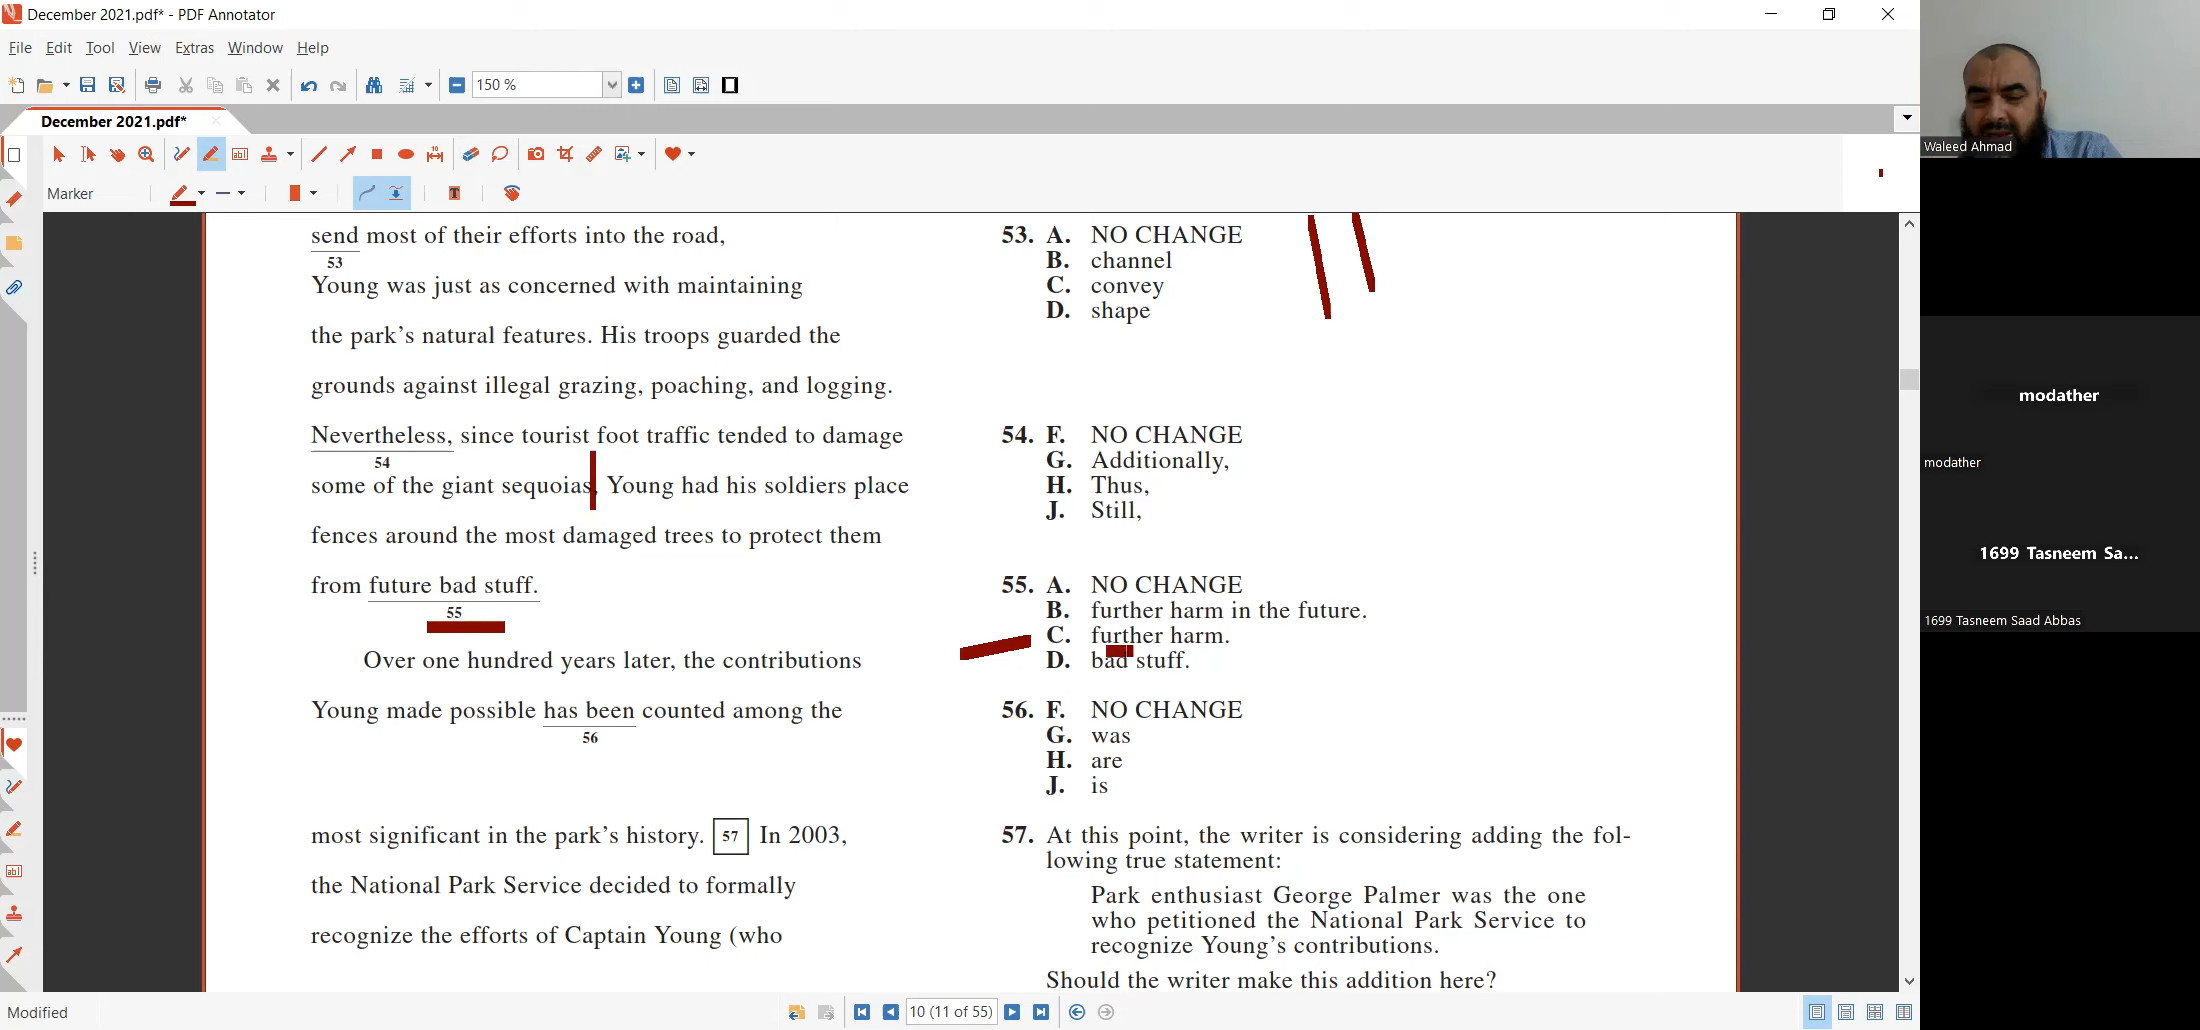 December 2021.pdf* - PDF Annotator
File Edit Tool View Extras Window Help
150 %
December 2021.pdf*
Marker
send most of their efforts into the road,
53
Young was just as concerned with maintaining
the park's natural features. His troops guarded the
grounds against illegal grazing, poaching, and logging.
Nevertheless, since tourist foot traffic tended to damage
54
some of the giant sequoias, Young had his soldiers place
fences around the most damaged trees to protect them
from future bad stuff.
55
Over one hundred years later, the contributions
Young made possible has been counted among the
56
most significant in the park's history. 57 In 2003,
the National Park Service decided to formally
recognize the efforts of Captain Young (who
53. A. NO CHANGE
B. channel
C. convey
D. shape
54. F. NO CHANGE
G. Additionally,
H. Thus,
J. Still,
55. A. NO CHANGE
B. further harm in the future.
C. further harm.
D. bad stuff.
56. F. NO CHANGE
G. was
H. are
J. is
57. At this point, the writer is considering adding the fol-
lowing true statement:
Park enthusiast George Palmer was the one
who petitioned the National Park Service to
recognize Young's contributions.
Should the writer make this addition here?
Modified
10 (11 of 55)
Waleed Ahmad
modather
modather
1699 Tasneem Sa...
1699 Tasneem Saad Abbas